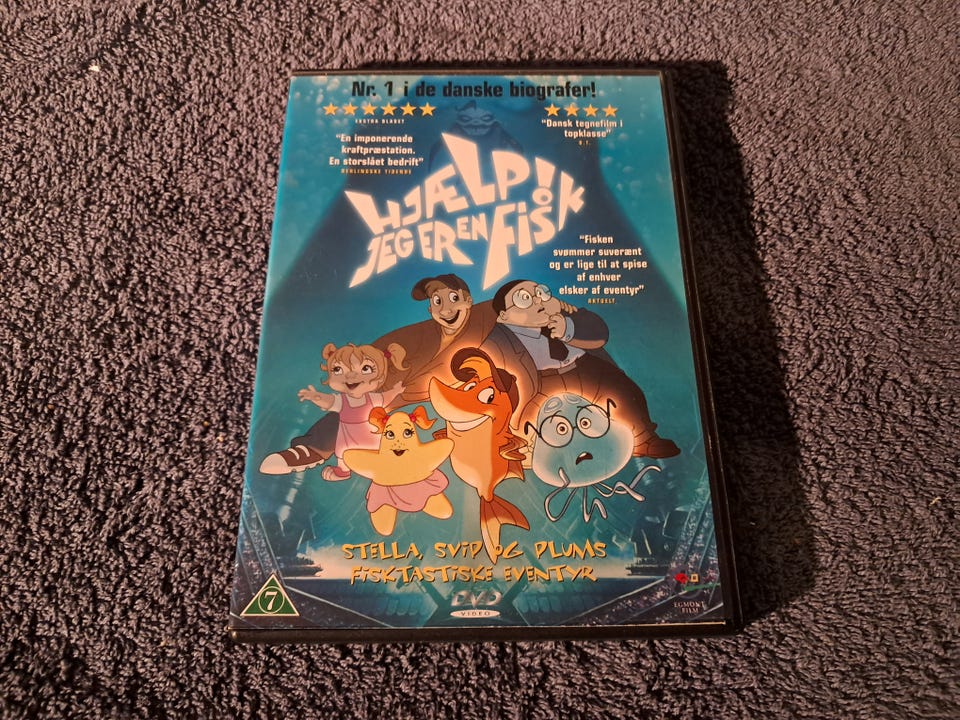 Nr. 1 i de danske biografer!
EKSTRA BLADET
"En imponerende
kraftpræstation.
En storslået bedrift"
BERLINGSKE TIDENDE
"Dansk tegnefilm i
topklasse"
B.T.
HJÆLP!
JEG ER EN FISK
"Fisken
svømmer suverænt
og er lige til at spise
af enhver
elsker af eventyr"
AKTUELT.
STELLA, SVIP OG PLUMS
FISKTASTISKE EVENTYR
7
DVD
VIDEO
EGMONT
FILM